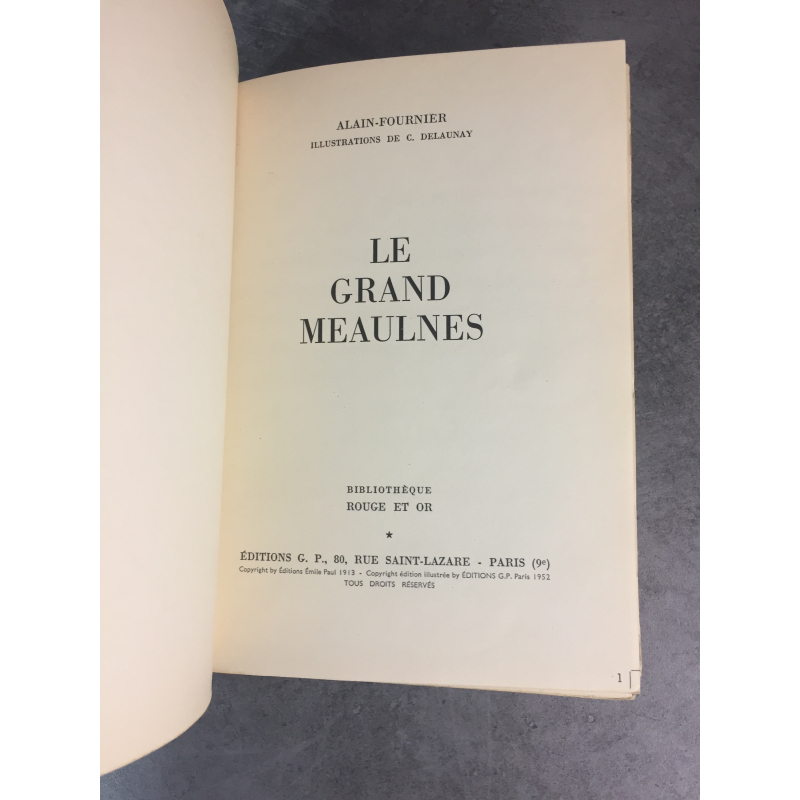 ALAIN-FOURNIER
ILLUSTRATIONS DE C. DELAUNAY
LE
GRAND
MEAULNES
BIBLIOTHÈQUE
ROUGE ET OR
★
ÉDITIONS G. P., 80, RUE SAINT-LAZARE - PARIS (9e)
Copyright by Éditions Émile Paul 1913 - Copyright édition illustrée by ÉDITIONS G.P. Paris 1952
TOUS DROITS RÉSERVÉS
1